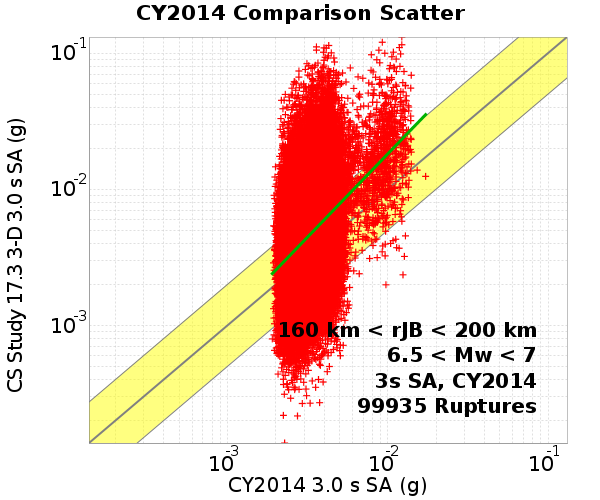 CY2014 Comparison Scatter
CS Study 17.3 3-D 3.0 s SA (g)
10-1
10-2
10-3
160 km < rJB < 200 km
6.5 < Mw < 7
3s SA, CY2014
99935 Ruptures
10-3 10-2 10-1
CY2014 3.0 s SA (g)